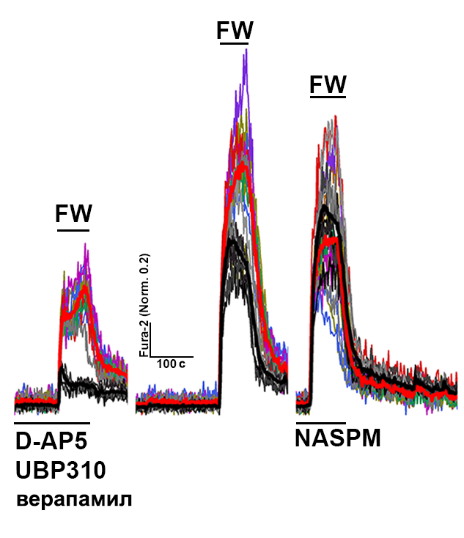 FW
FW
FW
Fura-2 (Norm. 0.2)
100 c
D-AP5
UBP310
верапамил
NASPM